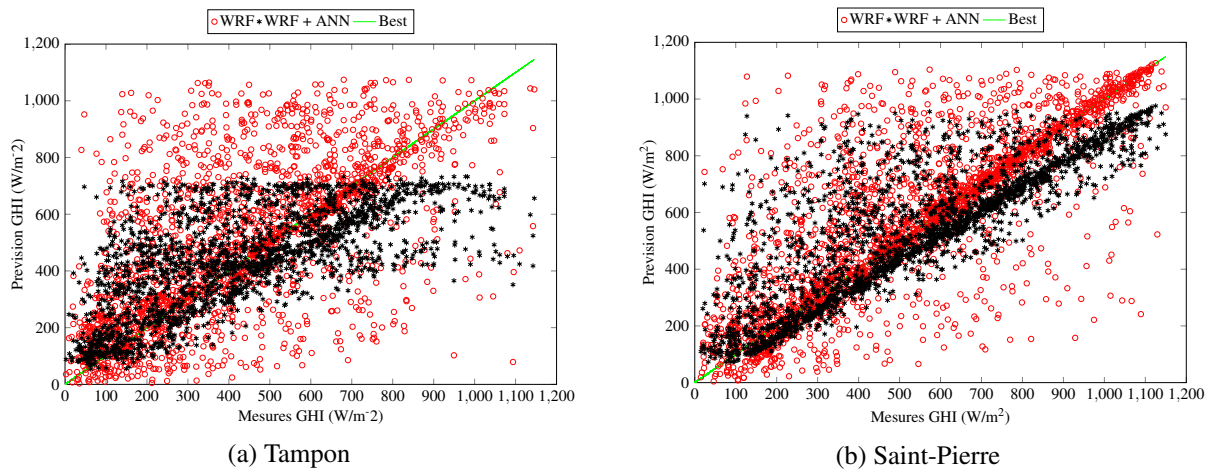 WRF WRF + ANN Best
1,200
1,000
800
600
400
200
0
Prevision GHI (W/m-2)
0 100 200 300 400 500 600 700 800 900 1,000 1,100 1,200
Mesures GHI (W/m-2)
(a) Tampon
WRF WRF + ANN Best
1,200
1,000
800
600
400
200
0
Prevision GHI (W/m²)
0 100 200 300 400 500 600 700 800 900 1,000 1,100 1,200
Mesures GHI (W/m²)
(b) Saint-Pierre